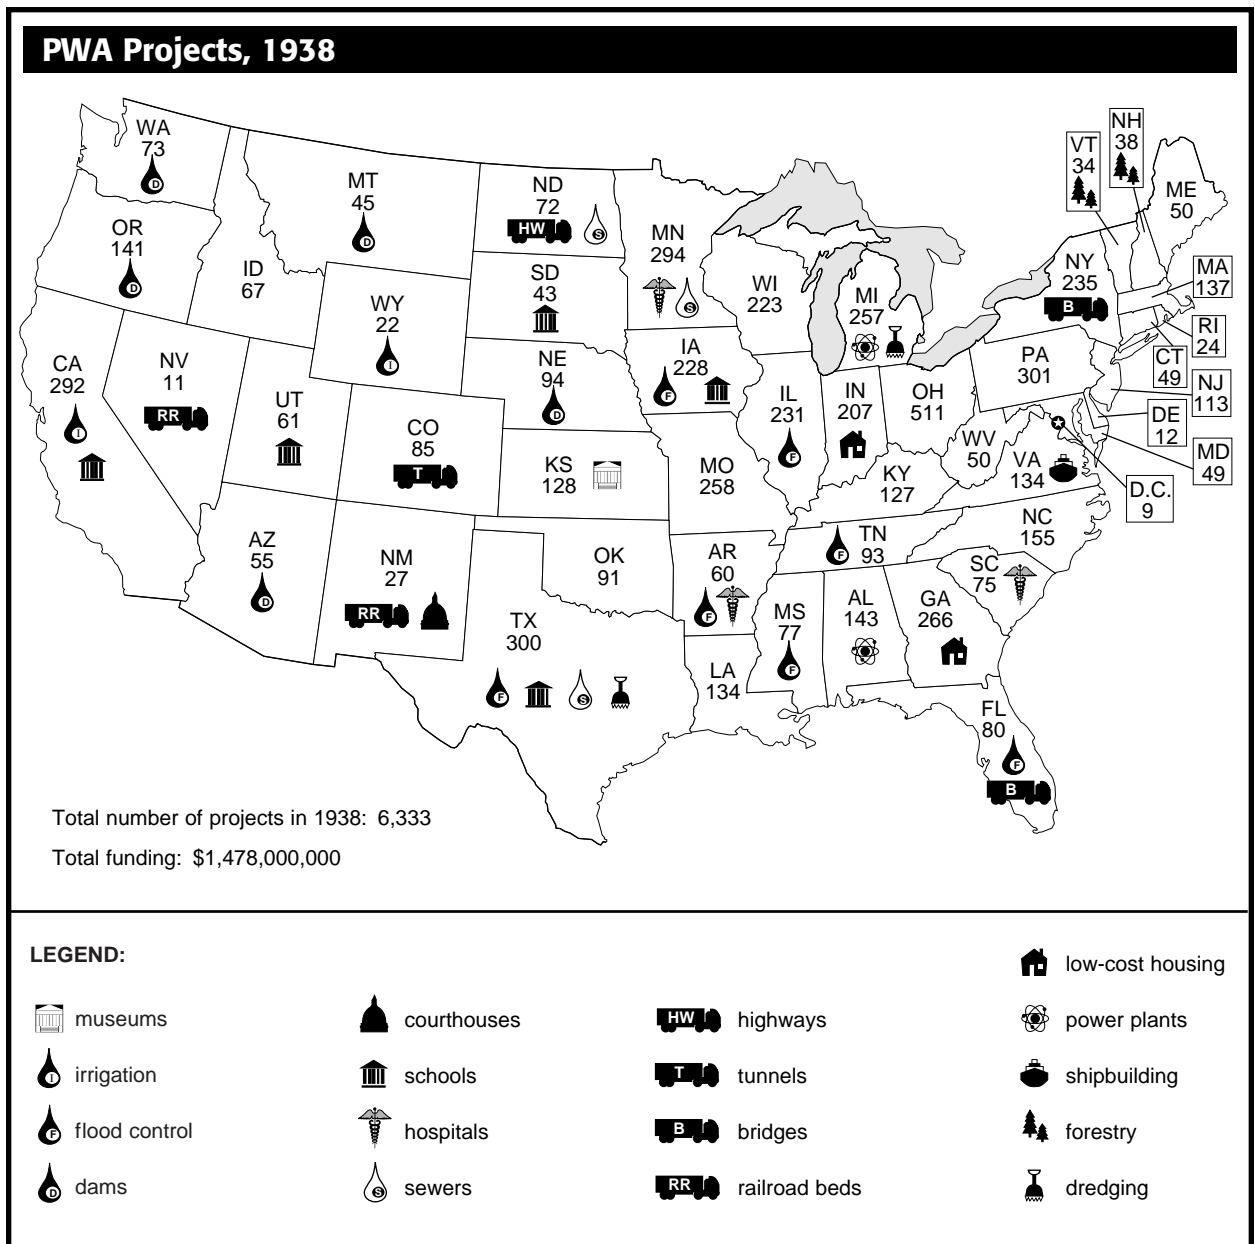 PWA Projects, 1938
WA
73
D
OR
141
D
ID
67
MT
45
D
WY
22
I
ND
72
HW
S
SD
43
NE
94
D
MN
294
S
WI
223
MI
257
IA
228
F
CA
292
I
NV
11
RR
UT
61
CO
85
T
KS
128
MO
258
IL
231
F
IN
207
OH
511
KY
127
WV
50
VA
134
PA
301
NY
235
B
VT
34
NH
38
ME
50
MA
137
RI
24
CT
49
NJ
113
DE
12
MD
49
D.C.
9
AZ
55
D
NM
27
RR
OK
91
AR
60
F
TN
93
F
NC
155
SC
75
TX
300
F
S
LA
134
MS
77
F
AL
143
GA
266
FL
80
F
B
Total number of projects in 1938: 6,333
Total funding: $1,478,000,000
LEGEND:
museums
I irrigation
F flood control
D dams
courthouses
schools
hospitals
S sewers
HW highways
T tunnels
B bridges
RR railroad beds
low-cost housing
power plants
shipbuilding
forestry
dredging